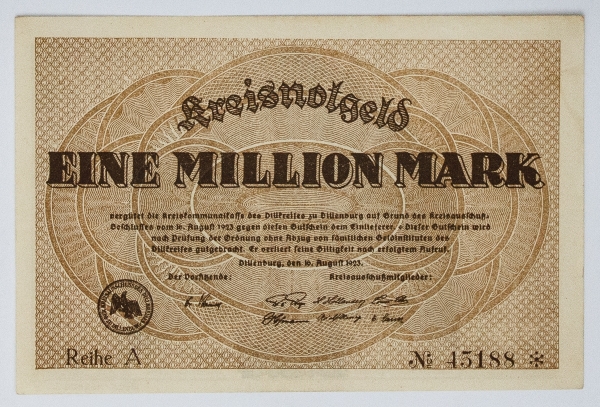 Kreisnotgeld
EINE MILLION MARK
vergütet die Kreiskommunalkasse des Dillkreises zu Dillenburg auf Grund des Kreisausschuß-
Beschlusses vom 16. August 1923 gegen diesen Gutschein dem Einlieferer. Dieser Gutschein wird
nach Prüfung der Ordnung ohne Abzug von sämtlichen Geldinstituten des
Dillkreises gutgebracht. Er verliert seine Gültigkeit nach erfolgtem Aufruf.
Dillenburg, den 16. August 1923.
Der Vorsitzende: Kreisausschußmitglieder:
Reihe A № 45188 *